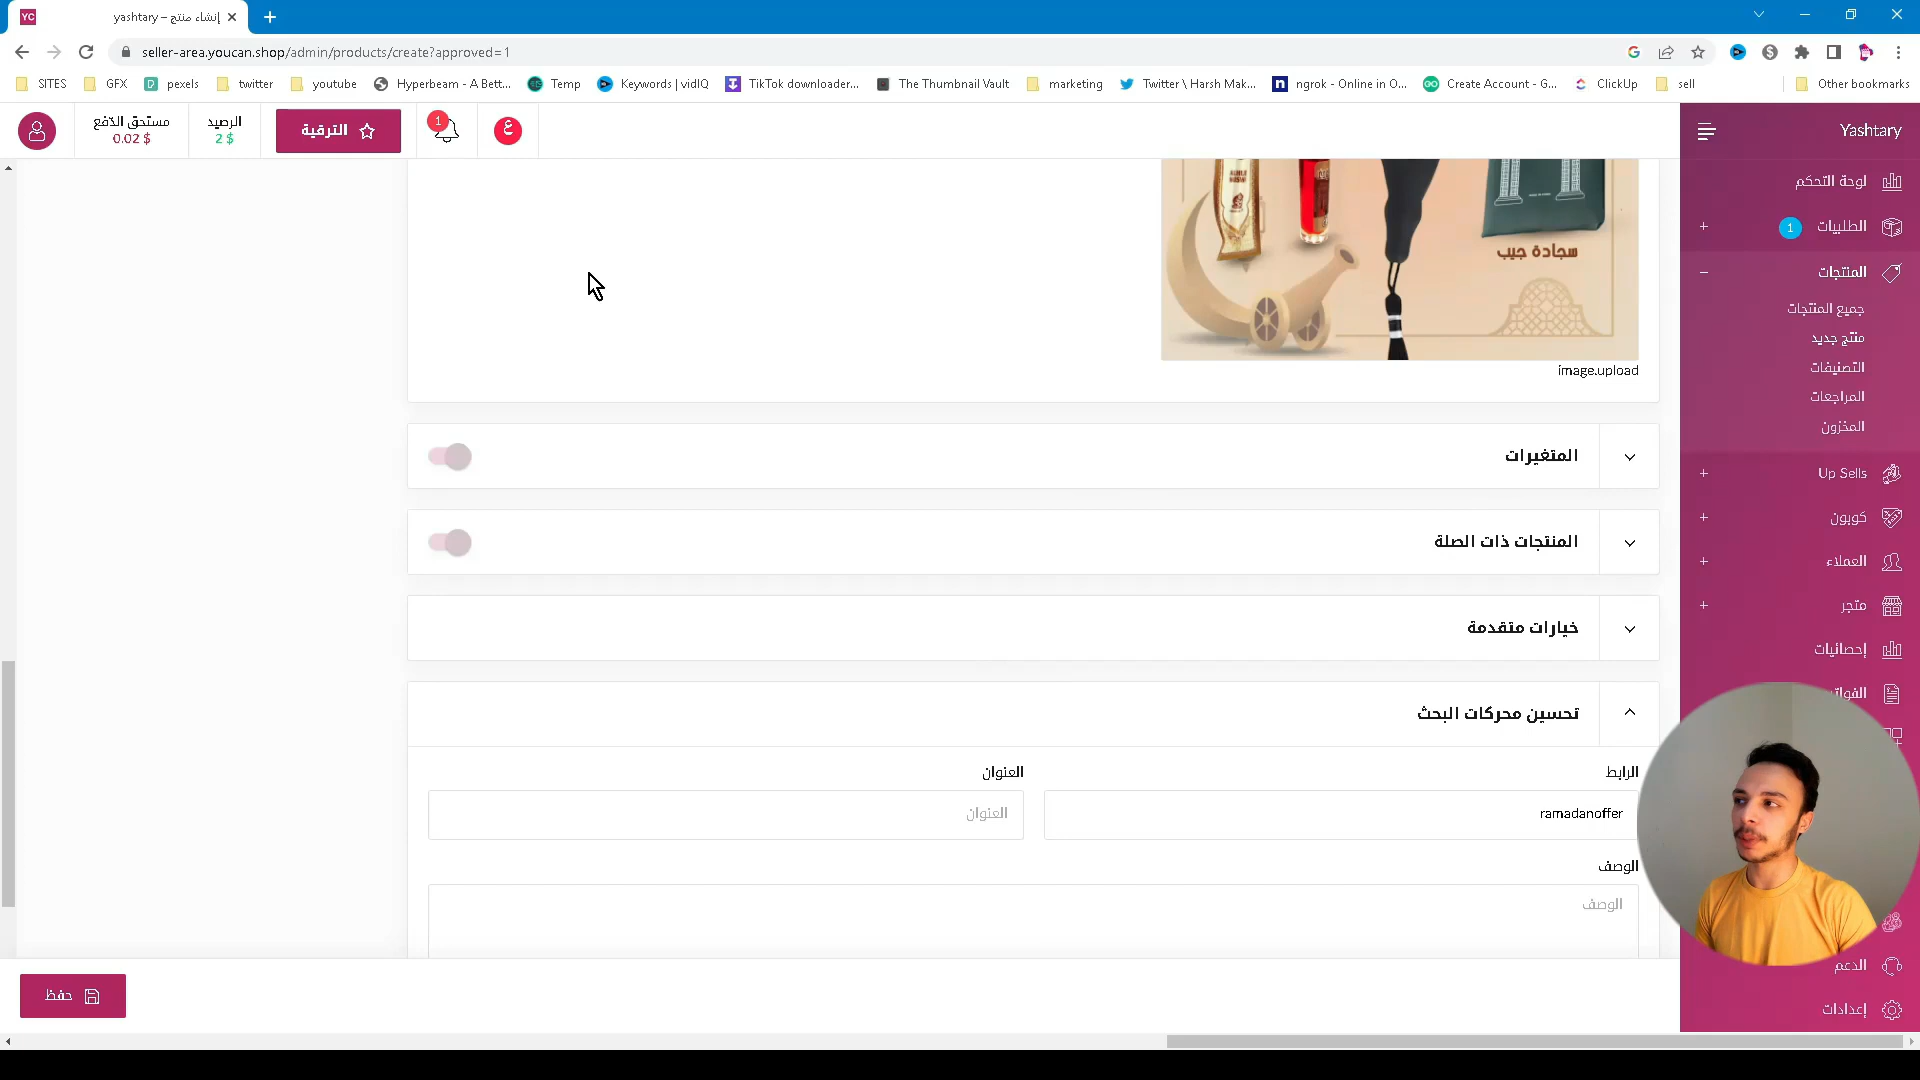 إنشاء منتج – yashtary
seller-area.youcan.shop/admin/products/create?approved=1
SITES
GFX
pexels
twitter
youtube
Hyperbeam - A Bett...
Temp
Keywords | vidIQ
TikTok downloader...
The Thumbnail Vault
marketing
Twitter \ Harsh Mak...
ngrok - Online in O...
Create Account - G...
ClickUp
sell
Other bookmarks
Yashtary
ع
1
الترقية
الرصيد
2 $
مستحق الدّفع
0.02 $
لوحة التحكم
الطلبيات
1
المنتجات
جميع المنتجات
منتج جديد
التصنيفات
المراجعات
المخزون
Up Sells
كوبون
العملاء
متجر
إحصائيات
الدعم
إعدادات
سجادة جيب
image.upload
المتغيرات
المنتجات ذات الصلة
خيارات متقدمة
تحسين محركات البحث
الرابط
العنوان
ramadanoffer
العنوان
الوصف
الوصف
حفظ